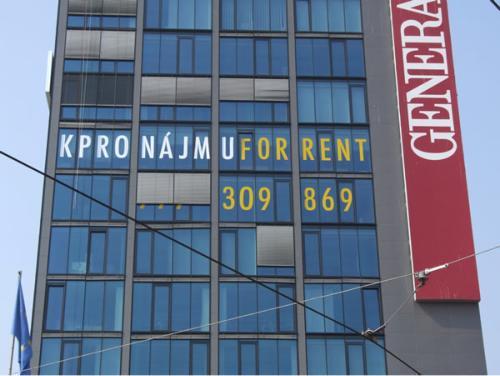 K PRONÁJMU FOR RENT
309 869
GENERA